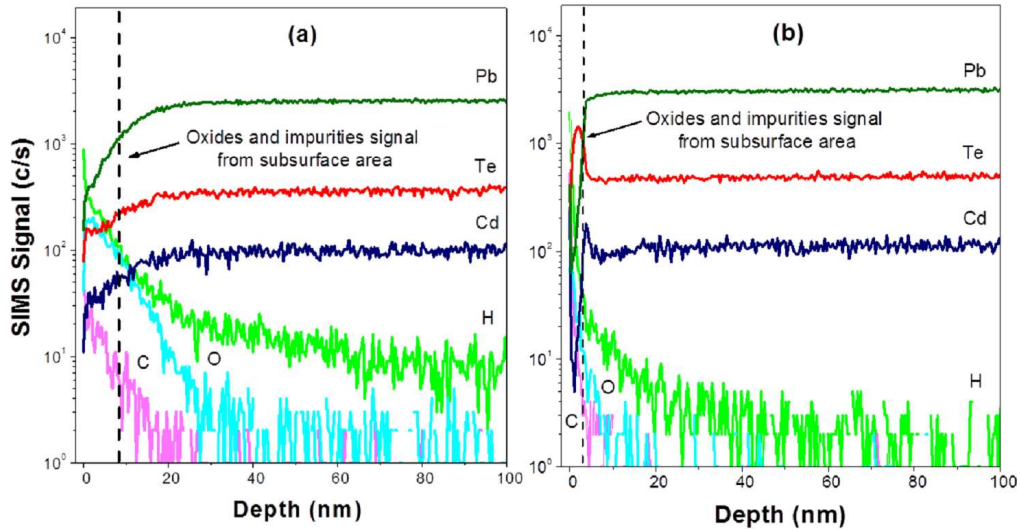 (a)
10⁴
10³
10²
10¹
10⁰
SIMS Signal (c/s)
Pb
Oxides and impurities signal
from subsurface area
Te
Cd
H
C
O
0 20 40 60 80 100
Depth (nm)
(b)
10⁴
10³
10²
10¹
10⁰
Pb
Oxides and impurities signal
from subsurface area
Te
Cd
H
C
O
0 20 40 60 80 100
Depth (nm)